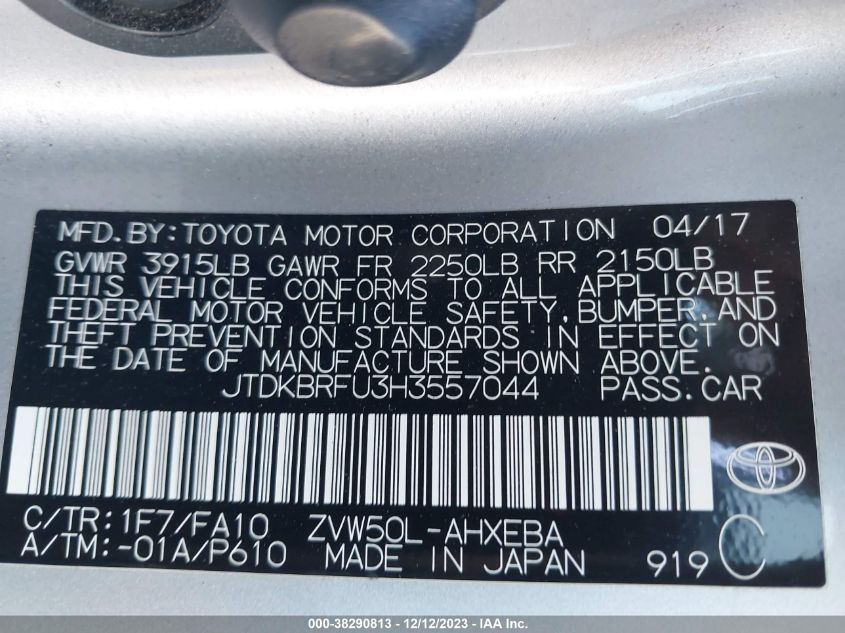 MFD.BY:TOYOTA MOTOR CORPORATION 04/17
GVWR 3915LB GAWR FR 2250LB RR 2150LB
THIS VEHICLE CONFORMS TO ALL APPLICABLE
FEDERAL MOTOR VEHICLE SAFETY,BUMPER,AND
THEFT PREVENTION STANDARDS IN EFFECT ON
THE DATE OF MANUFACTURE SHOWN ABOVE.
JTDKBRFU3H3557044 PASS.CAR
C/TR:1F7/FA10 ZVW50L-AHXEBA
A/TM:-01A/P610 MADE IN JAPAN 919 C
000-38290813 - 12/12/2023 - IAA Inc.